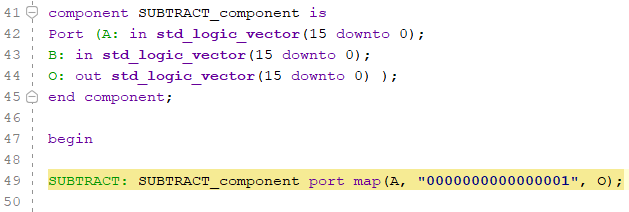 41 component SUBTRACT_component is
42 Port (A: in std_logic_vector(15 downto 0);
43 B: in std_logic_vector(15 downto 0);
44 O: out std_logic_vector(15 downto 0) );
45 end component;
46
47 begin
48
49 SUBTRACT: SUBTRACT_component port map(A, "0000000000000001", O);
50